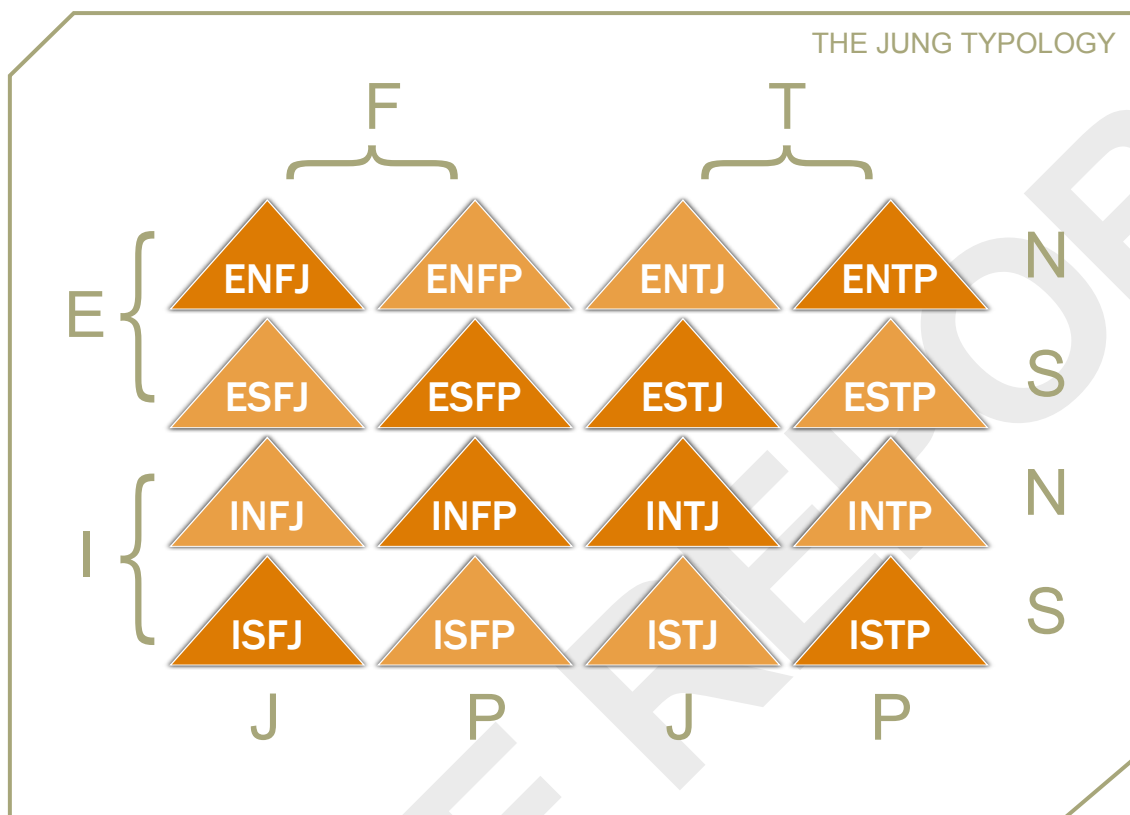 THE JUNG TYPOLOGY
F T
ENFJ ENFP ENTJ ENTP N
E
ESFJ ESFP ESTJ ESTP S
INFJ INFP INTJ INTP N
I
ISFJ ISFP ISTJ ISTP S
J P J P